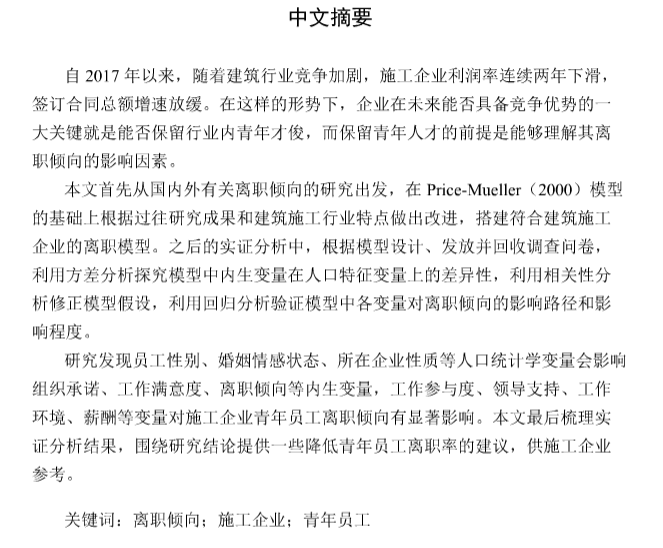 中文摘要
自 2017 年以来，随着建筑行业竞争加剧，施工企业利润率连续两年下滑，
签订合同总额增速放缓。在这样的形势下，企业在未来能否具备竞争优势的一
大关键就是能否保留行业内青年才俊，而保留青年人才的前提是能够理解其离
职倾向的影响因素。
本文首先从国内外有关离职倾向的研究出发，在 Price-Mueller（2000）模型
的基础上根据过往研究成果和建筑施工行业特点做出改进，搭建符合建筑施工
企业的离职模型。之后的实证分析中，根据模型设计、发放并回收调查问卷，
利用方差分析探究模型中内生变量在人口特征变量上的差异性，利用相关性分
析修正模型假设，利用回归分析验证模型中各变量对离职倾向的影响路径和影
响程度。
研究发现员工性别、婚姻情感状态、所在企业性质等人口统计学变量会影响
组织承诺、工作满意度、离职倾向等内生变量，工作参与度、领导支持、工作
环境、薪酬等变量对施工企业青年员工离职倾向有显著影响。本文最后梳理实
证分析结果，围绕研究结论提供一些降低青年员工离职率的建议，供施工企业
参考。
关键词：离职倾向；施工企业；青年员工